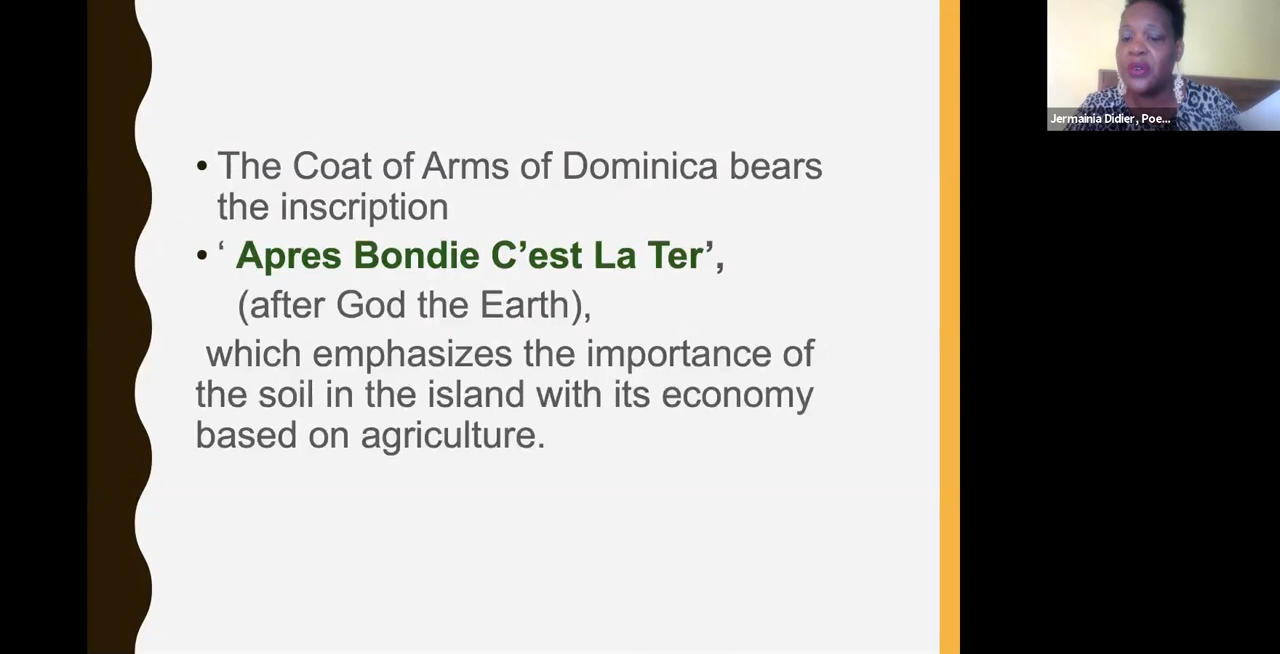 • The Coat of Arms of Dominica bears
the inscription
• ‘ Apres Bondie C’est La Ter’,
(after God the Earth),
which emphasizes the importance of
the soil in the island with its economy
based on agriculture.
Jermainia Didier, Poe...